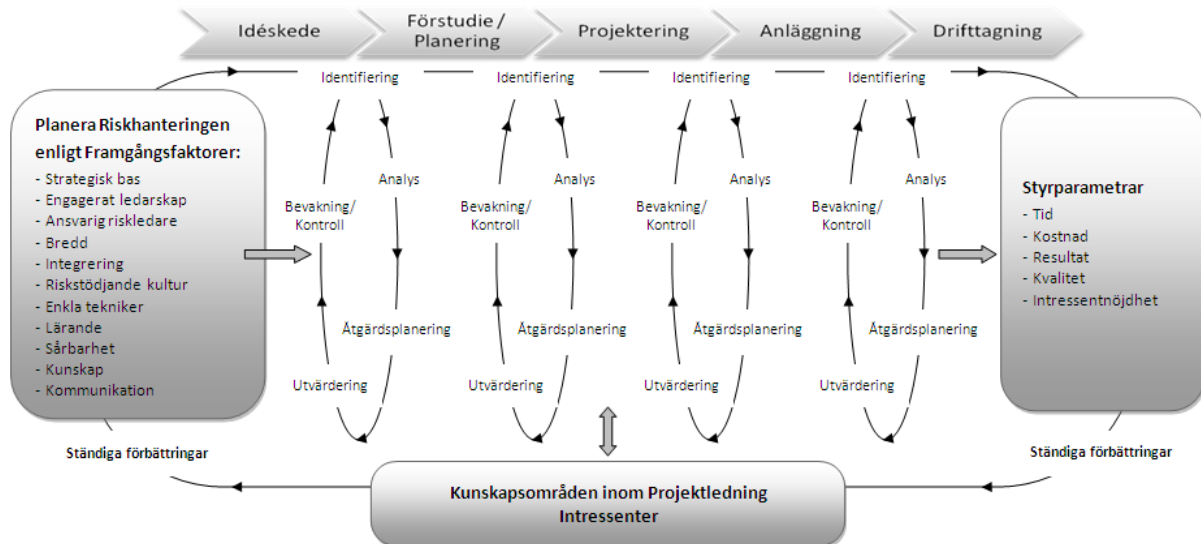 Idéskede
Förstudie /
Planering
Projektering
Anläggning
Drifttagning
Identifiering
Identifiering
Identifiering
Identifiering
Planera Riskhanteringen
enligt Framgångsfaktorer:
- Strategisk bas
- Engagerat ledarskap
- Ansvarig riskledare
- Bredd
- Integrering
- Riskstödjande kultur
- Enkla tekniker
- Lärande
- Sårbarhet
- Kunskap
- Kommunikation
Analys
Bevakning/
Kontroll
Åtgärdsplanering
Utvärdering
Analys
Bevakning/
Kontroll
Åtgärdsplanering
Utvärdering
Analys
Bevakning/
Kontroll
Åtgärdsplanering
Utvärdering
Analys
Bevakning/
Kontroll
Åtgärdsplanering
Utvärdering
Styrparametrar
- Tid
- Kostnad
- Resultat
- Kvalitet
- Intressentnöjdhet
Ständiga förbättringar
Ständiga förbättringar
Kunskapsområden inom Projektledning
Intressenter